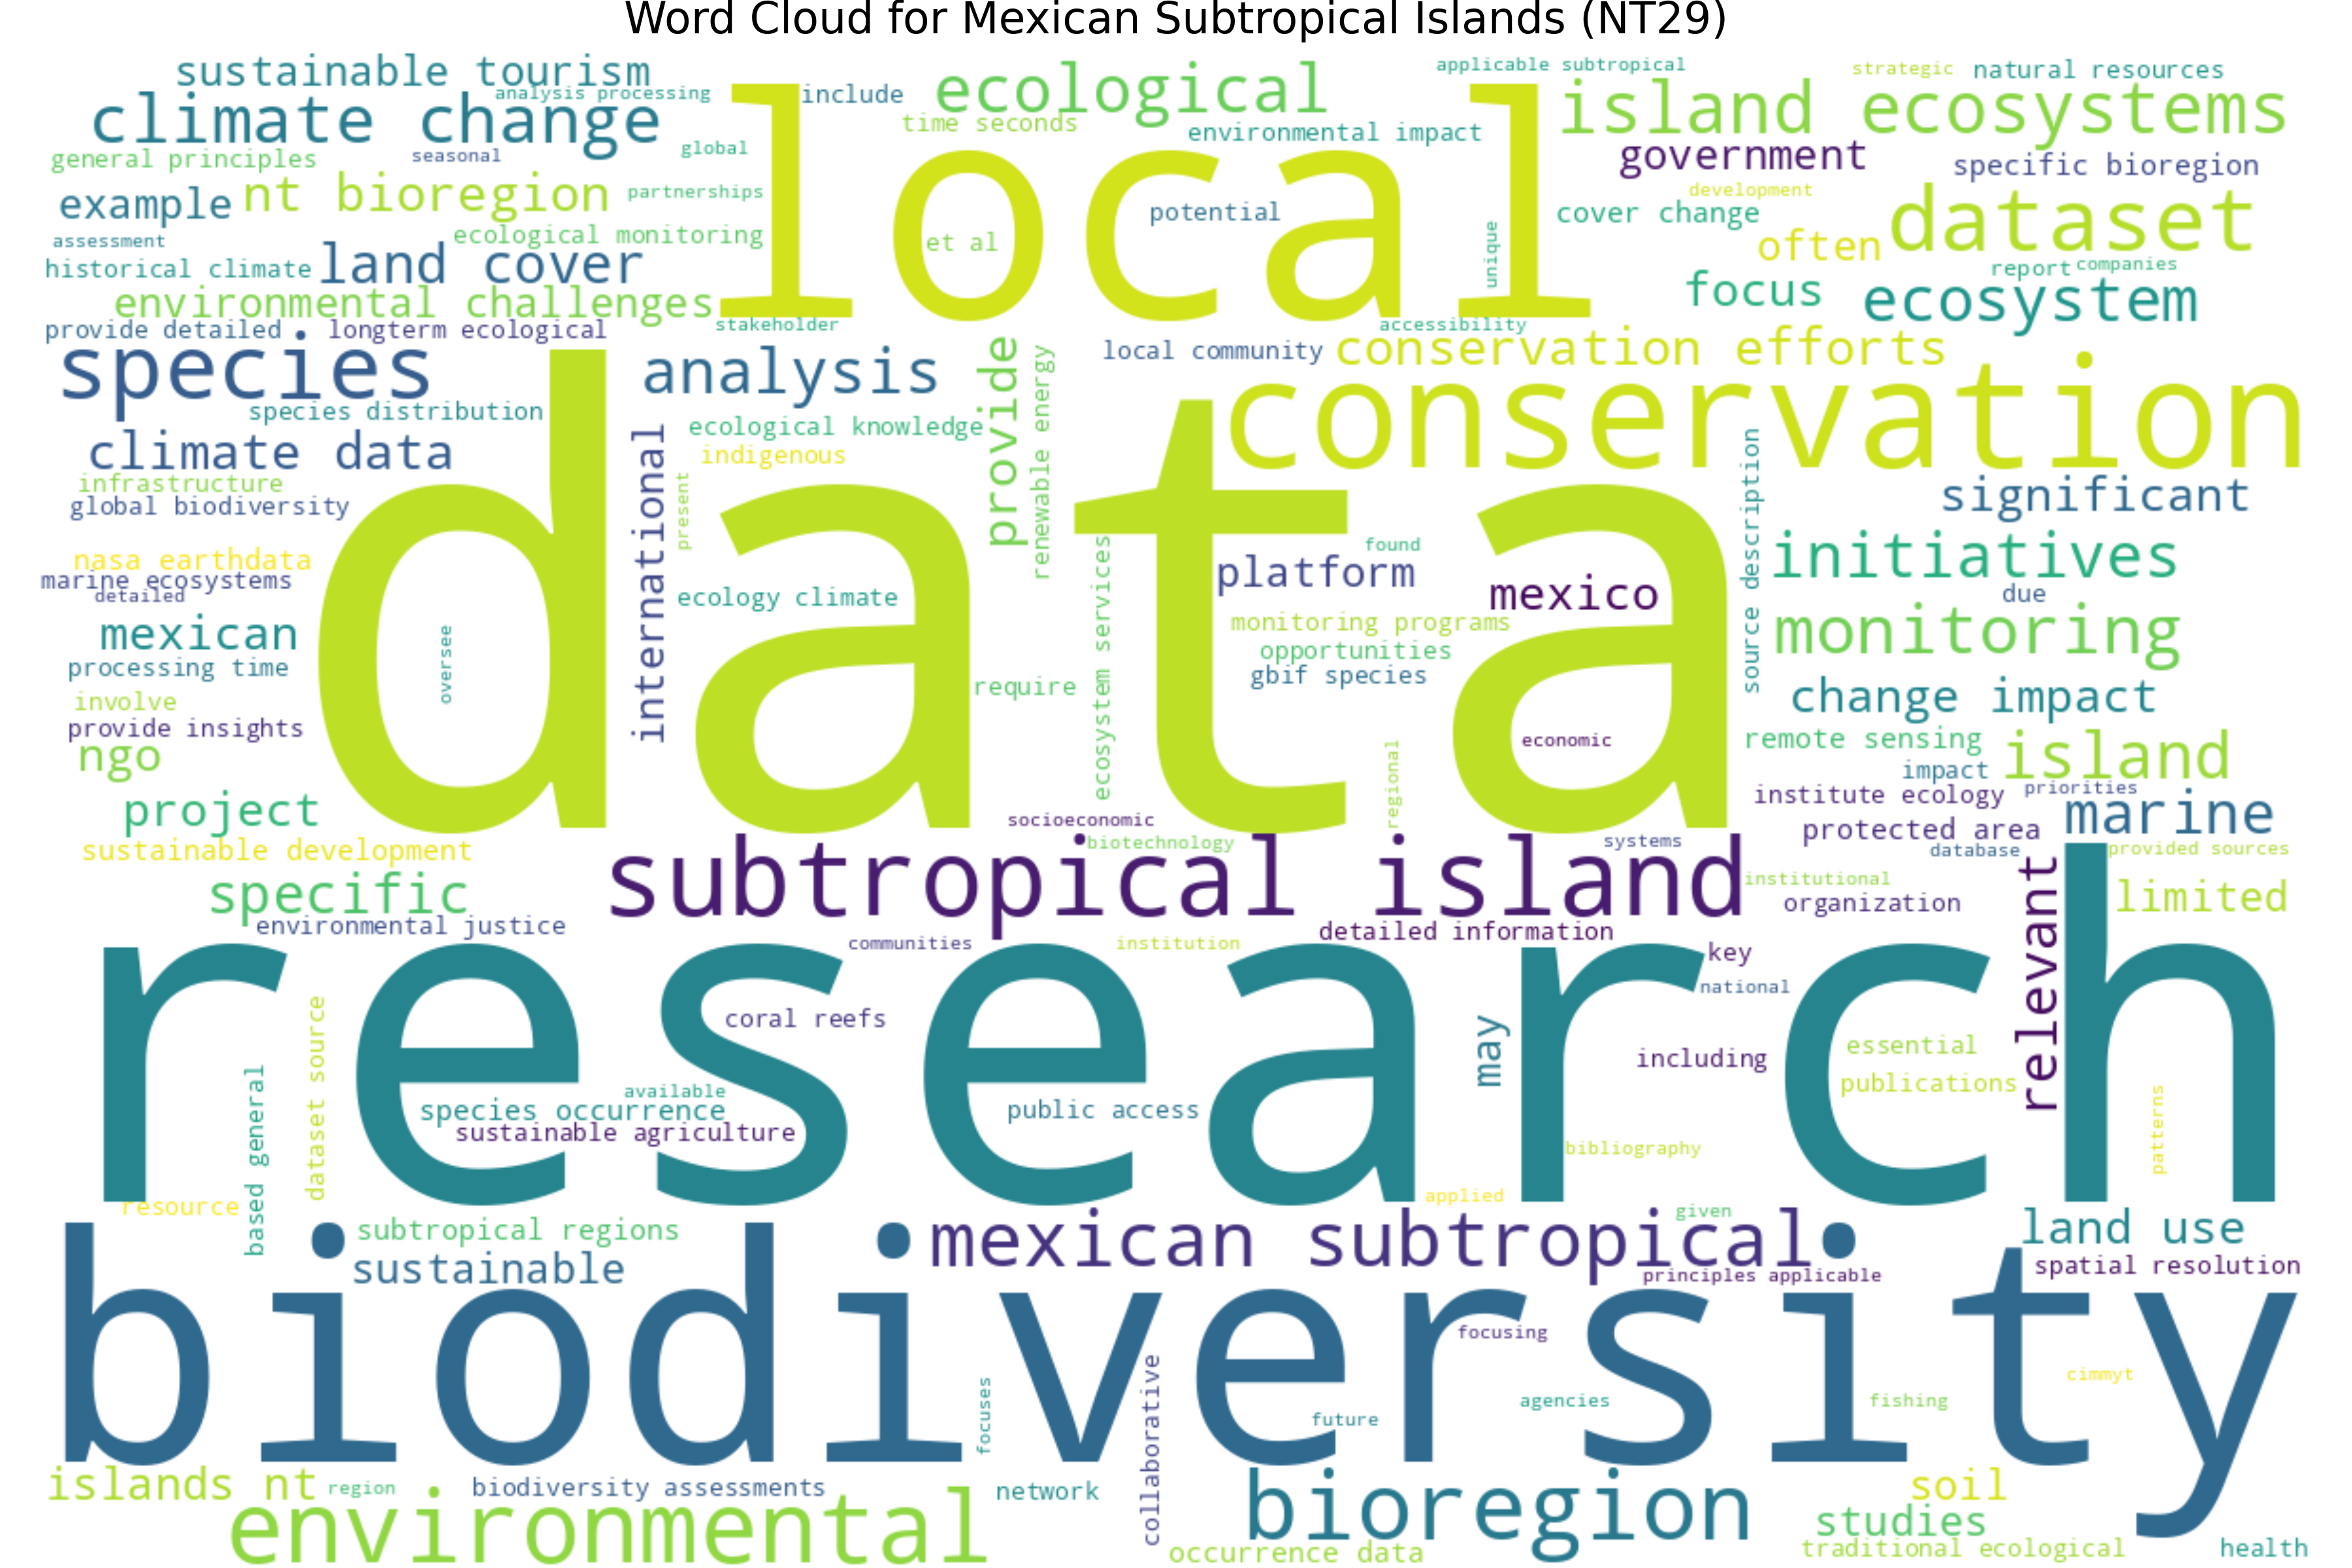 Word Cloud for Mexican Subtropical Islands (NT29)
sustainable tourism
analysis processing
climate change
include
ecological
applicable subtropical
strategic
natural resources
time seconds
environmental impact
island ecosystems
general principles
seasonal
global
government
specific bioregion
example
nt bioregion
partnerships
local
potential
development
cover change
dataset
assessment
ecological monitoring
et al
unique
often
historical climate
land cover
report
companies
environmental challenges
focus
ecosystem
provide detailed
longterm ecological
stakeholder
accessibility
species
analysis
provide
renewable energy
local community
conservation efforts
conservation
species distribution
ecological knowledge
indigenous
climate data
international
present
source description
infrastructure
global biodiversity
significant
data
nasa earthdata
marine ecosystems
detailed
ecology climate
ecosystem services
found
platform
mexico
initiatives
due
mexican
oversee
monitoring programs
opportunities
gbif species
monitoring
processing time
require
involve
provide insights
change impact
ngo
economic
regional
remote sensing
island
impact
project
institute ecology
priorities
marine
socioeconomic
protected area
sustainable development
biotechnology
systems
database
provided sources
subtropical island
specific
institutional
organization
limited
relevant
environmental justice
communities
institution
detailed information
key
national
research
coral reefs
may
including
essential
publications
available
species occurrence
sustainable agriculture
public access
bibliography
patterns
based general
dataset source
resource
applied
given
subtropical regions
mexican subtropical
land use
sustainable
principles applicable
spatial resolution
biodiversity
focusing
cimmyt
focuses
collaborative
future
agencies
fishing
islands nt
region
biodiversity assessments
network
bioregion
soil
environmental
studies
occurrence data
traditional ecological
health